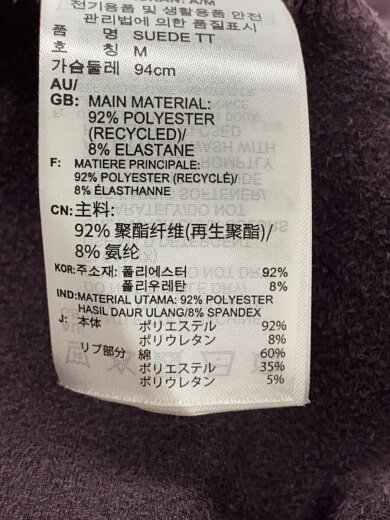 전기용품 및 생활용품 안전
관리법에 의한 품질표시
품 명 SUEDE TT
호 칭 M
가슴둘레 94cm
AU/
GB: MAIN MATERIAL:
92% POLYESTER
(RECYCLED)/
8% ELASTANE
F: MATIERE PRINCIPALE:
92% POLYESTER (RECYCLÉ)/
8% ÉLASTHANNE
CN: 主料:
92% 聚酯纤维(再生聚酯)/
8% 氨纶
KOR: 주소재: 폴리에스터 92%
폴리우레탄 8%
IND: MATERIAL UTAMA: 92% POLYESTER
HASIL DAUR ULANG/8% SPANDEX
J: 本体 ポリエステル 92%
ポリウレタン 8%
リブ部分 綿 60%
ポリエステル 35%
ポリウレタン 5%